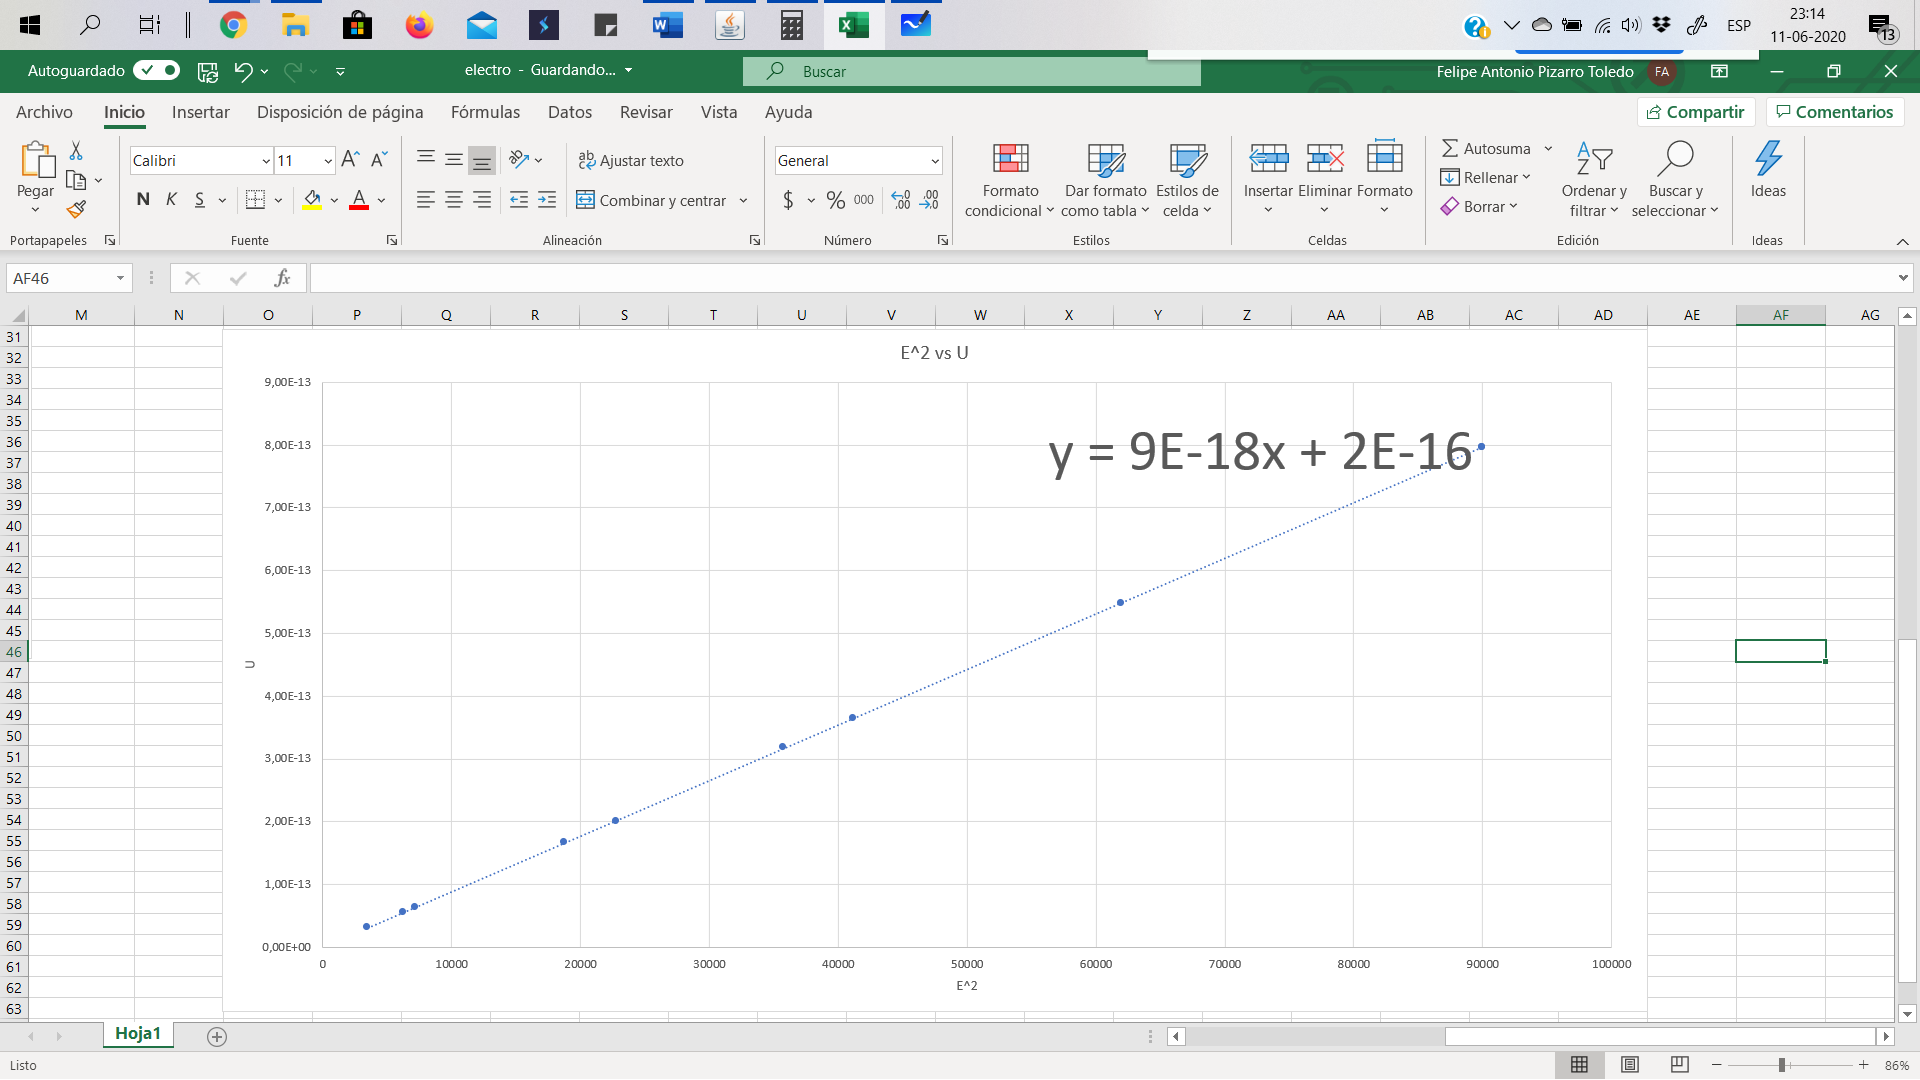 ESP
23:14
11-06-2020
13
Autoguardado
electro - Guardando...
Buscar
Felipe Antonio Pizarro Toledo
FA
Archivo
Inicio
Insertar
Disposición de página
Fórmulas
Datos
Revisar
Vista
Ayuda
Compartir
Comentarios
Pegar
Calibri
11
N K S
Ajustar texto
Combinar y centrar
General
$ % 000
Formato condicional
Dar formato como tabla
Estilos de celda
Insertar
Eliminar
Formato
Autosuma
Rellenar
Borrar
Ordenar y filtrar
Buscar y seleccionar
Ideas
Portapapeles
Fuente
Alineación
Número
Estilos
Celdas
Edición
Ideas
AF46
fx
M N O P Q R S T U V W X Y Z AA AB AC AD AE AF AG
31
32
33
34
35
36
37
38
39
40
41
42
43
44
45
46
47
48
49
50
51
52
53
54
55
56
57
58
59
60
61
62
63
E^2 vs U
y = 9E-18x + 2E-16
9,00E-13
8,00E-13
7,00E-13
6,00E-13
5,00E-13
4,00E-13
3,00E-13
2,00E-13
1,00E-13
0,00E+00
U
0 10000 20000 30000 40000 50000 60000 70000 80000 90000 100000
E^2
Hoja1
Listo
86%